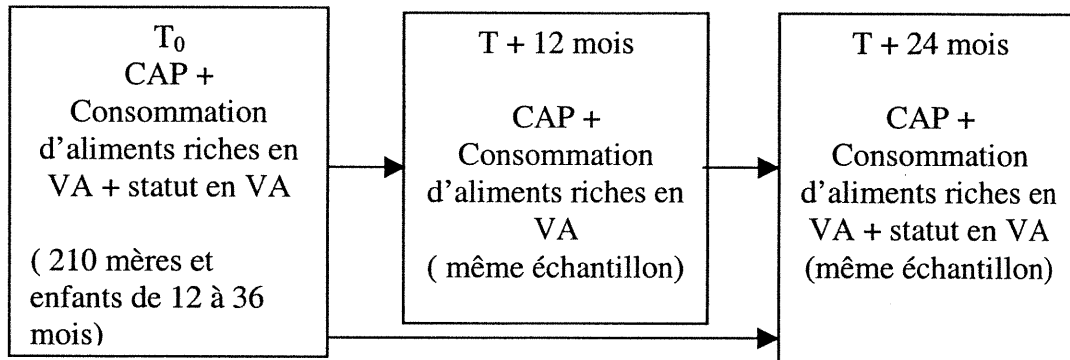 T₀
CAP +
Consommation
d'aliments riches en
VA + statut en VA
( 210 mères et
enfants de 12 à 36
mois)
T + 12 mois
CAP +
Consommation
d'aliments riches en
VA
( même échantillon)
T + 24 mois
CAP +
Consommation
d'aliments riches en
VA + statut en VA
(même échantillon)